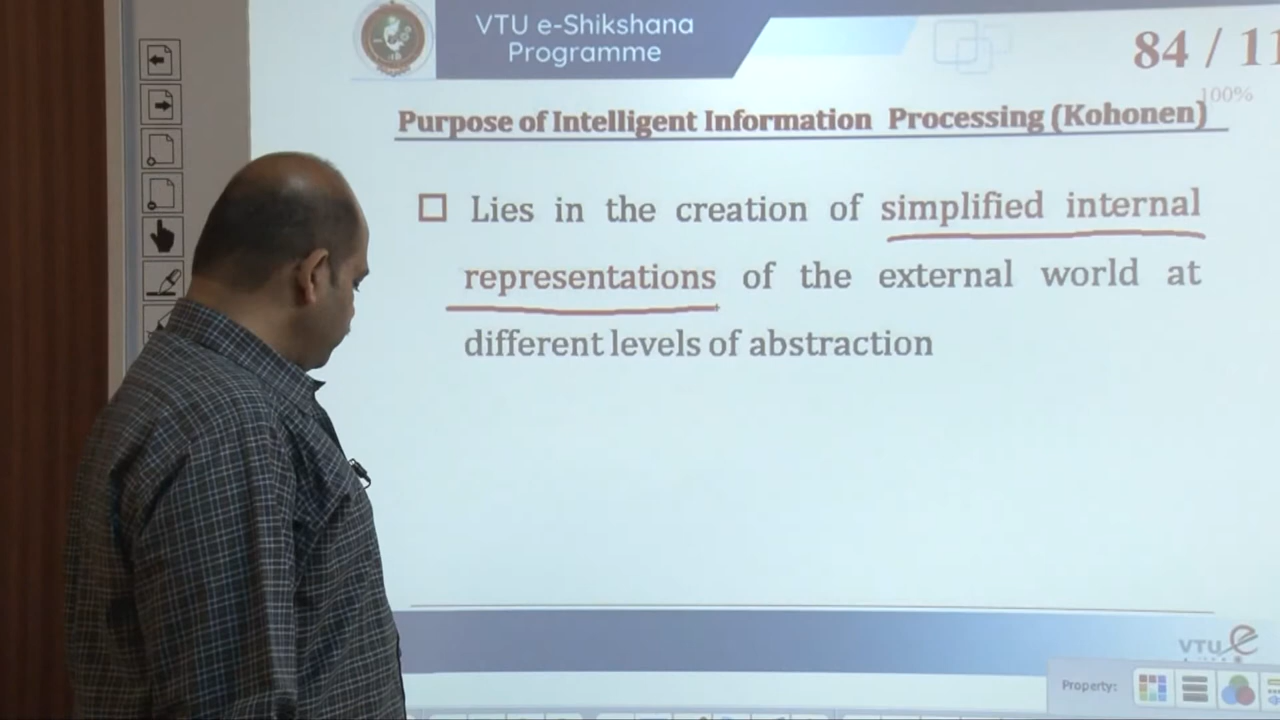 VTU e-Shikshana
Programme
84 / 11
100%
Purpose of Intelligent Information Processing (Kohonen)
Lies in the creation of simplified internal
representations of the external world at
different levels of abstraction
VTU e
Property: